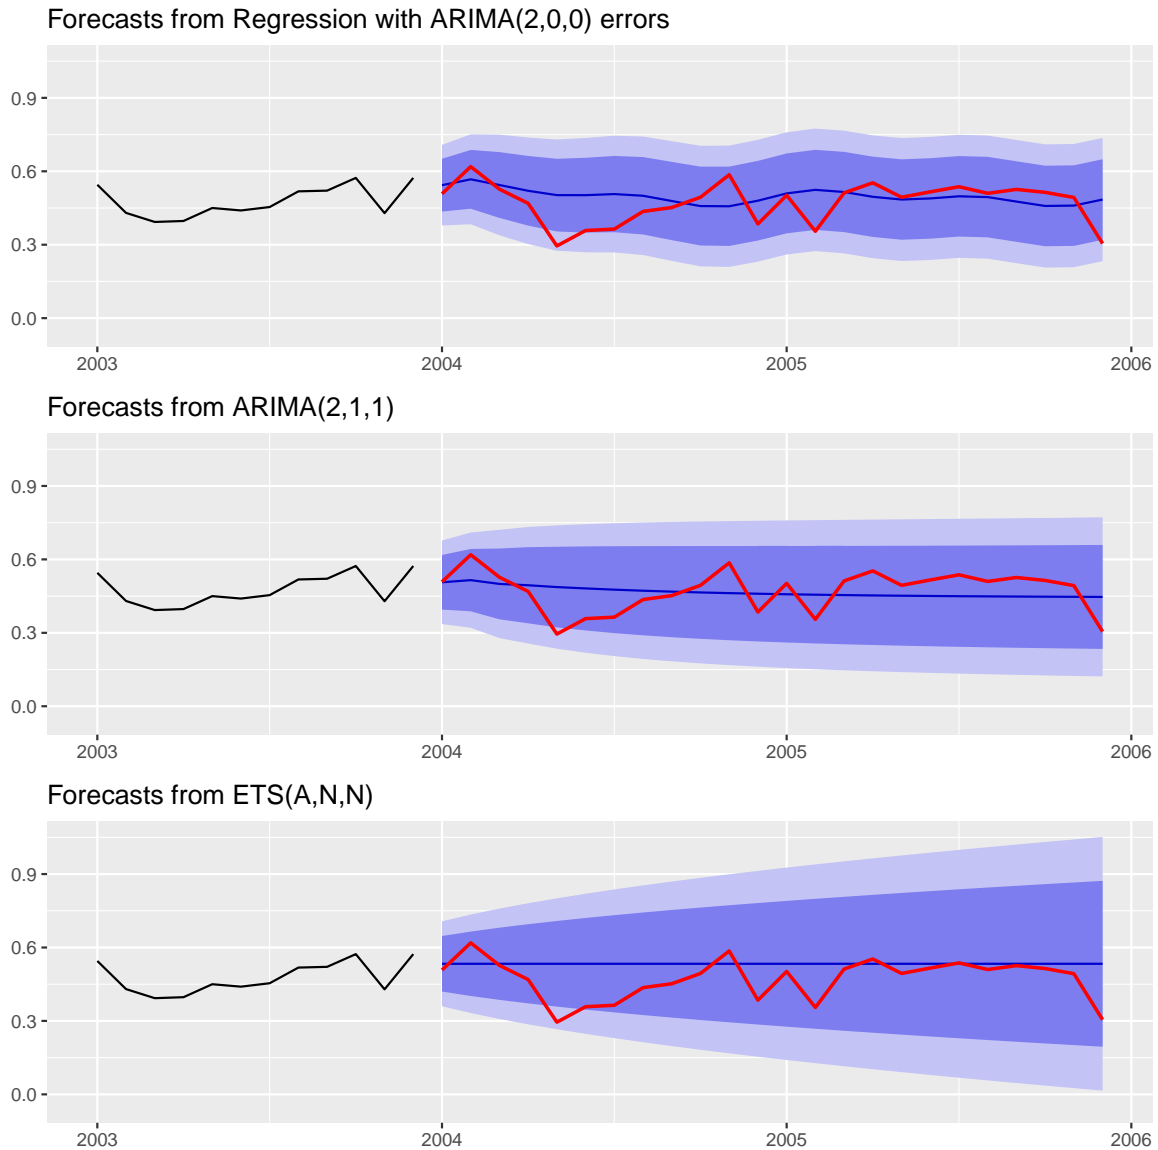 Forecasts from Regression with ARIMA(2,0,0) errors
0.9
0.6
0.3
0.0
2003 2004 2005 2006
Forecasts from ARIMA(2,1,1)
0.9
0.6
0.3
0.0
2003 2004 2005 2006
Forecasts from ETS(A,N,N)
0.9
0.6
0.3
0.0
2003 2004 2005 2006